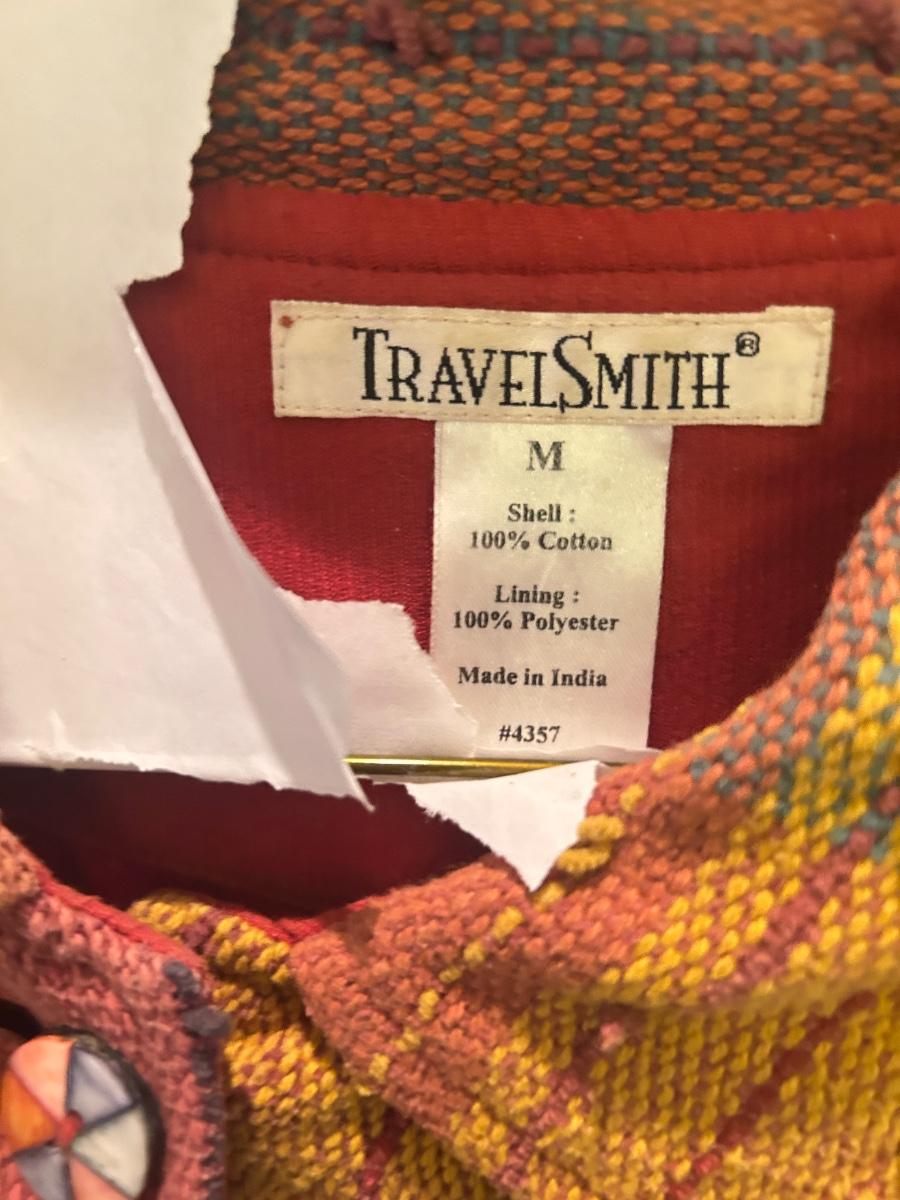 TRAVELSMITH®
M
Shell :
100% Cotton
Lining :
100% Polyester
Made in India
#4357